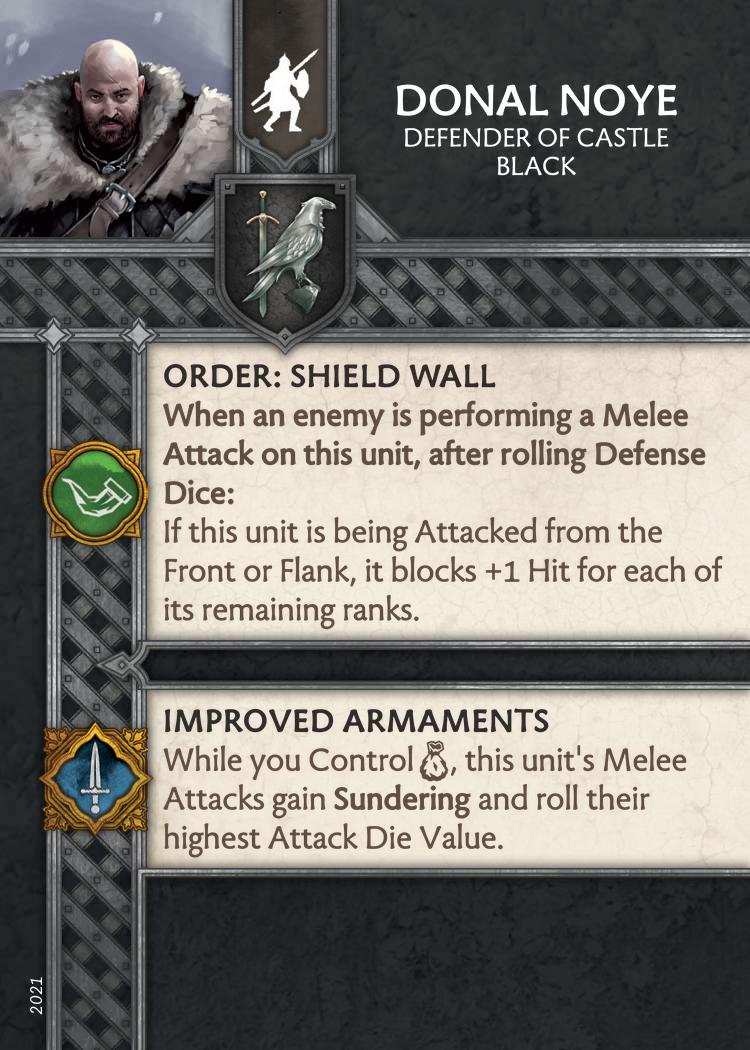 DONAL NOYE
DEFENDER OF CASTLE
BLACK
ORDER: SHIELD WALL
When an enemy is performing a Melee
Attack on this unit, after rolling Defense
Dice:
If this unit is being Attacked from the
Front or Flank, it blocks +1 Hit for each of
its remaining ranks.
IMPROVED ARMAMENTS
While you Control , this unit's Melee
Attacks gain Sundering and roll their
highest Attack Die Value.
2021